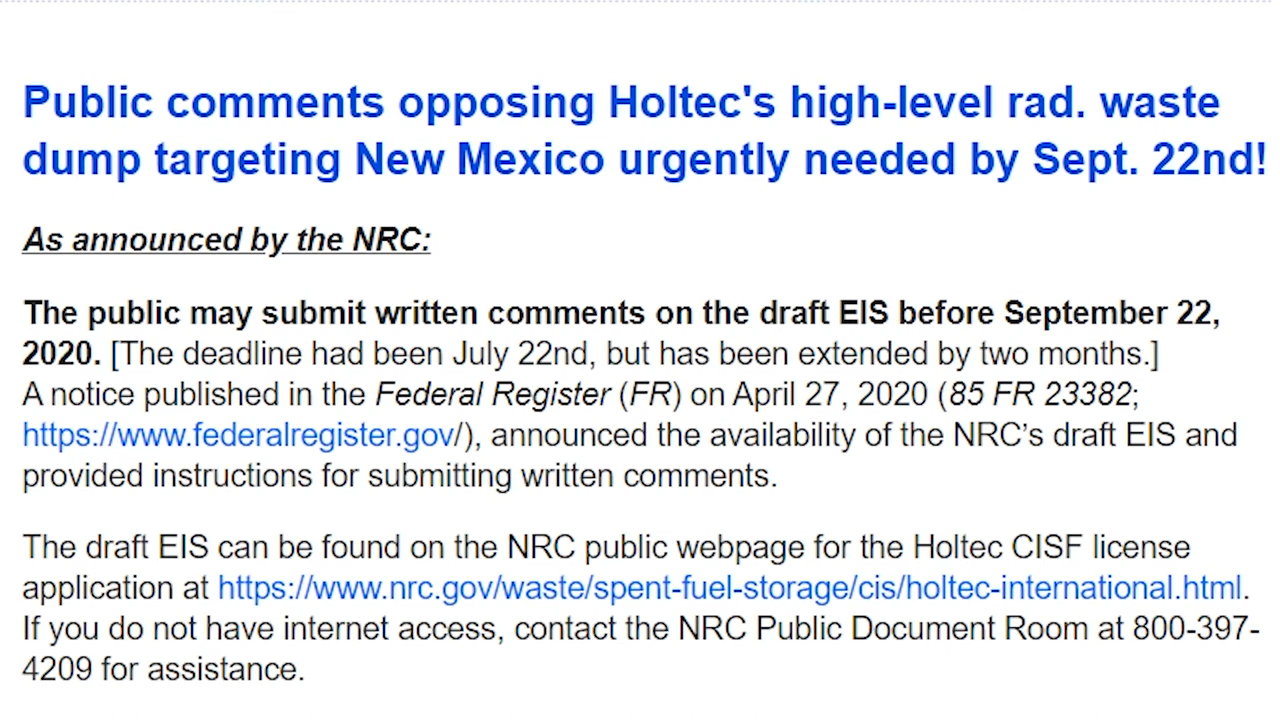 Public comments opposing Holtec's high-level rad. waste
dump targeting New Mexico urgently needed by Sept. 22nd!
As announced by the NRC:
The public may submit written comments on the draft EIS before September 22,
2020. [The deadline had been July 22nd, but has been extended by two months.]
A notice published in the Federal Register (FR) on April 27, 2020 (85 FR 23382;
https://www.federalregister.gov/), announced the availability of the NRC’s draft EIS and
provided instructions for submitting written comments.
The draft EIS can be found on the NRC public webpage for the Holtec CISF license
application at https://www.nrc.gov/waste/spent-fuel-storage/cis/holtec-international.html.
If you do not have internet access, contact the NRC Public Document Room at 800-397-
4209 for assistance.